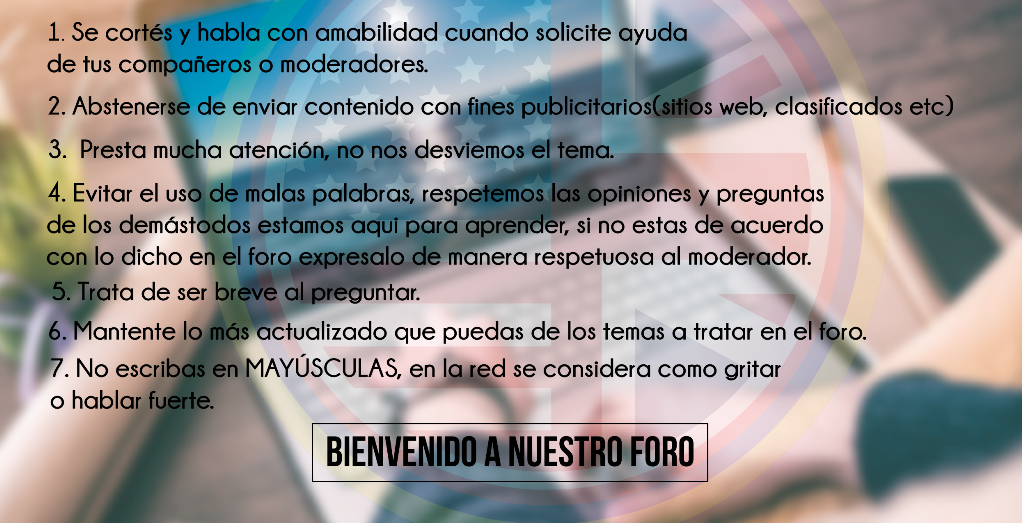 1. Se cortés y habla con amabilidad cuando solicite ayuda
de tus compañeros o moderadores.
2. Abstenerse de enviar contenido con fines publicitarios(sitios web, clasificados etc)
3. Presta mucha atención, no nos desviemos el tema.
4. Evitar el uso de malas palabras, respetemos las opiniones y preguntas
de los demástodos estamos aqui para aprender, si no estas de acuerdo
con lo dicho en el foro expresalo de manera respetuosa al moderador.
5. Trata de ser breve al preguntar.
6. Mantente lo más actualizado que puedas de los temas a tratar en el foro.
7. No escribas en MAYÚSCULAS, en la red se considera como gritar
o hablar fuerte.
BIENVENIDO A NUESTRO FORO